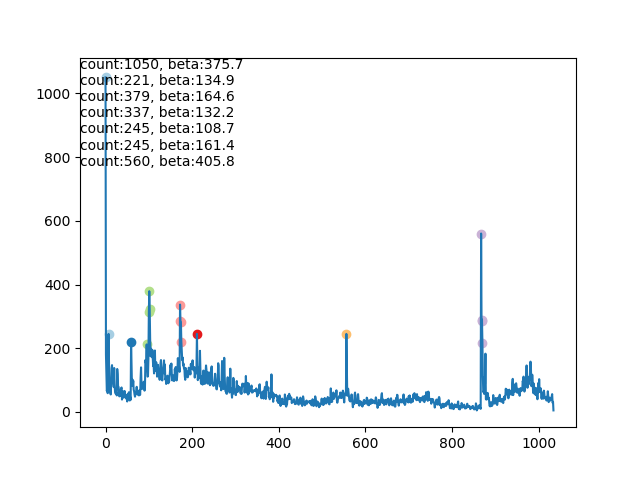 count:1050, beta:375.7
count:221, beta:134.9
count:379, beta:164.6
count:337, beta:132.2
count:245, beta:108.7
count:245, beta:161.4
count:560, beta:405.8
1000
800
600
400
200
0
0 200 400 600 800 1000